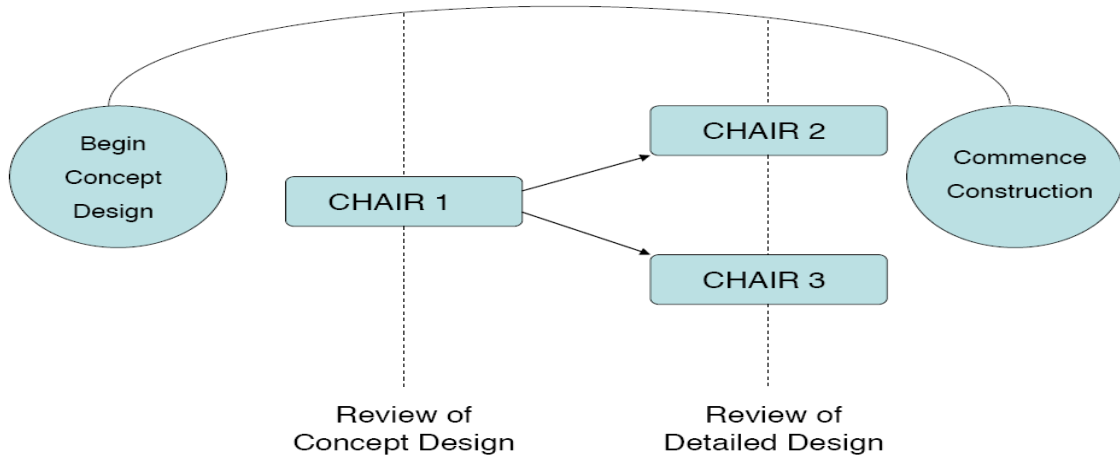 Begin
Concept
Design
CHAIR 1
CHAIR 2
CHAIR 3
Commence
Construction
Review of
Concept Design
Review of
Detailed Design